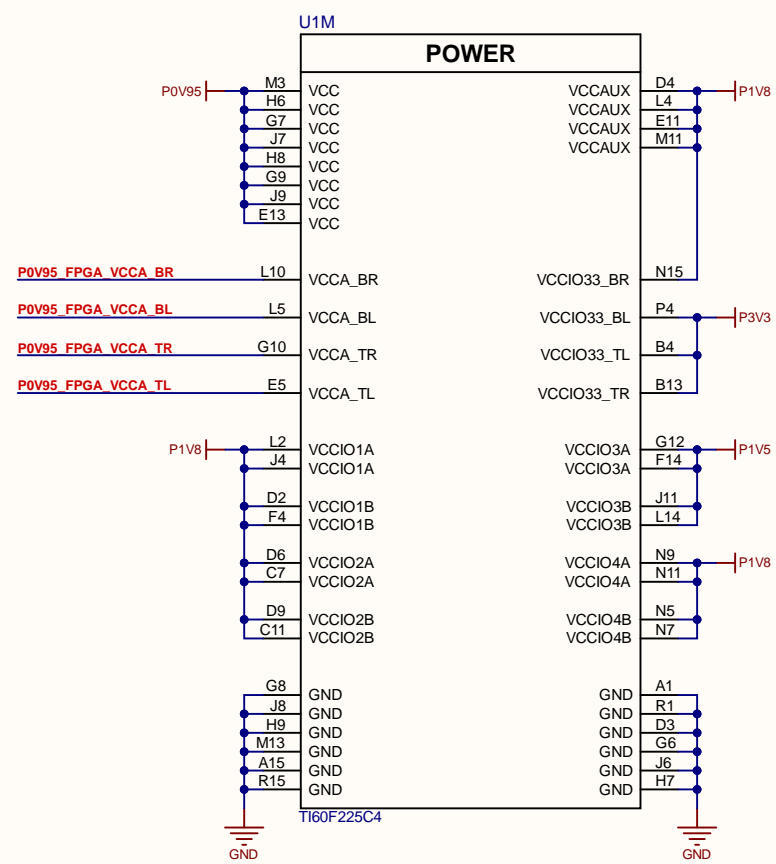 U1M
POWER
P0V95 M3 VCC VCCAUX D4 P1V8
H6 VCC VCCAUX L4
G7 VCC VCCAUX E11
J7 VCC VCCAUX M11
H8 VCC
G9 VCC
J9 VCC
E13 VCC
P0V95_FPGA_VCCA_BR L10 VCCA_BR VCCIO33_BR N15
P0V95_FPGA_VCCA_BL L5 VCCA_BL VCCIO33_BL P4 P3V3
P0V95_FPGA_VCCA_TR G10 VCCA_TR VCCIO33_TL B4
P0V95_FPGA_VCCA_TL E5 VCCA_TL VCCIO33_TR B13
P1V8 L2 VCCIO1A VCCIO3A G12 P1V5
J4 VCCIO1A VCCIO3A F14
D2 VCCIO1B VCCIO3B J11
F4 VCCIO1B VCCIO3B L14
D6 VCCIO2A VCCIO4A N9 P1V8
C7 VCCIO2A VCCIO4A N11
D9 VCCIO2B VCCIO4B N5
C11 VCCIO2B VCCIO4B N7
G8 GND GND A1
J8 GND GND R1
H9 GND GND D3
M13 GND GND G6
A15 GND GND J6
R15 GND GND H7
TI60F225C4
GND GND